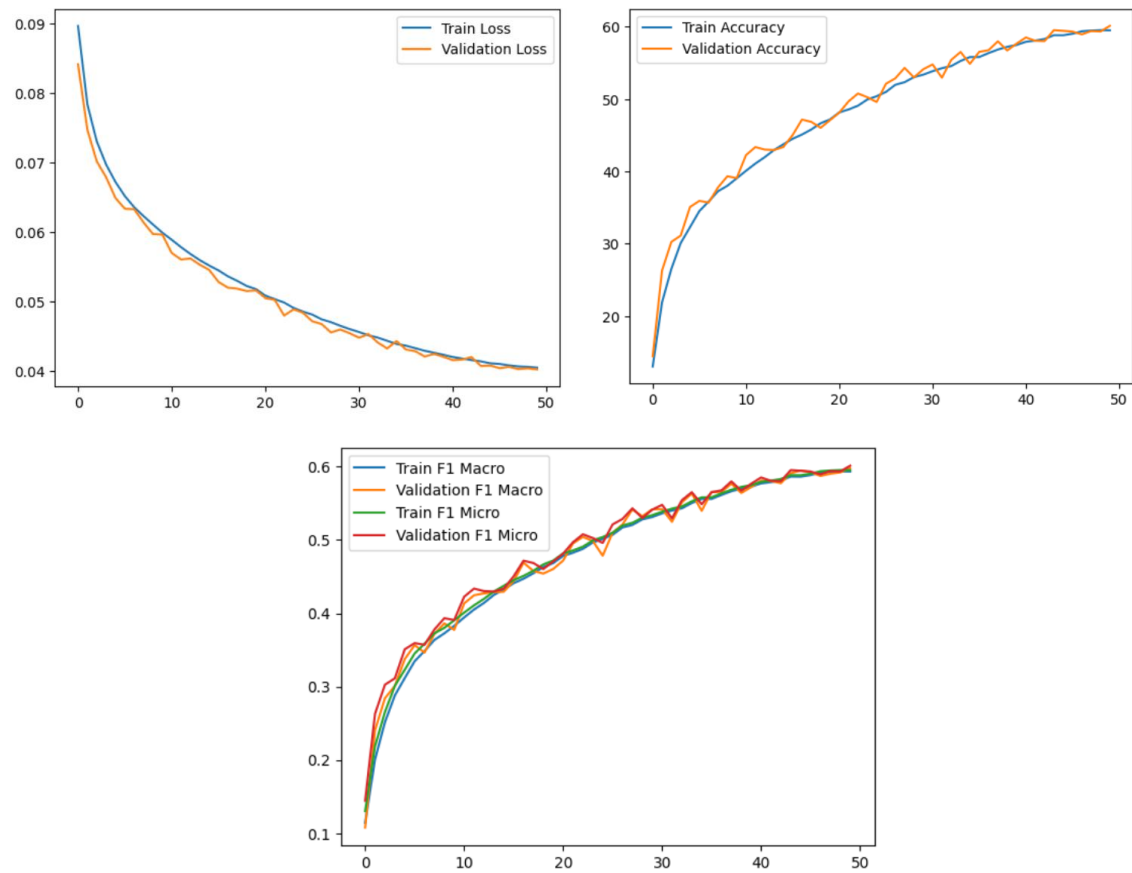 0.09
0.08
0.07
0.06
0.05
0.04
0 10 20 30 40 50
Train Loss
Validation Loss
60
50
40
30
20
0 10 20 30 40 50
Train Accuracy
Validation Accuracy
0.6
0.5
0.4
0.3
0.2
0.1
0 10 20 30 40 50
Train F1 Macro
Validation F1 Macro
Train F1 Micro
Validation F1 Micro